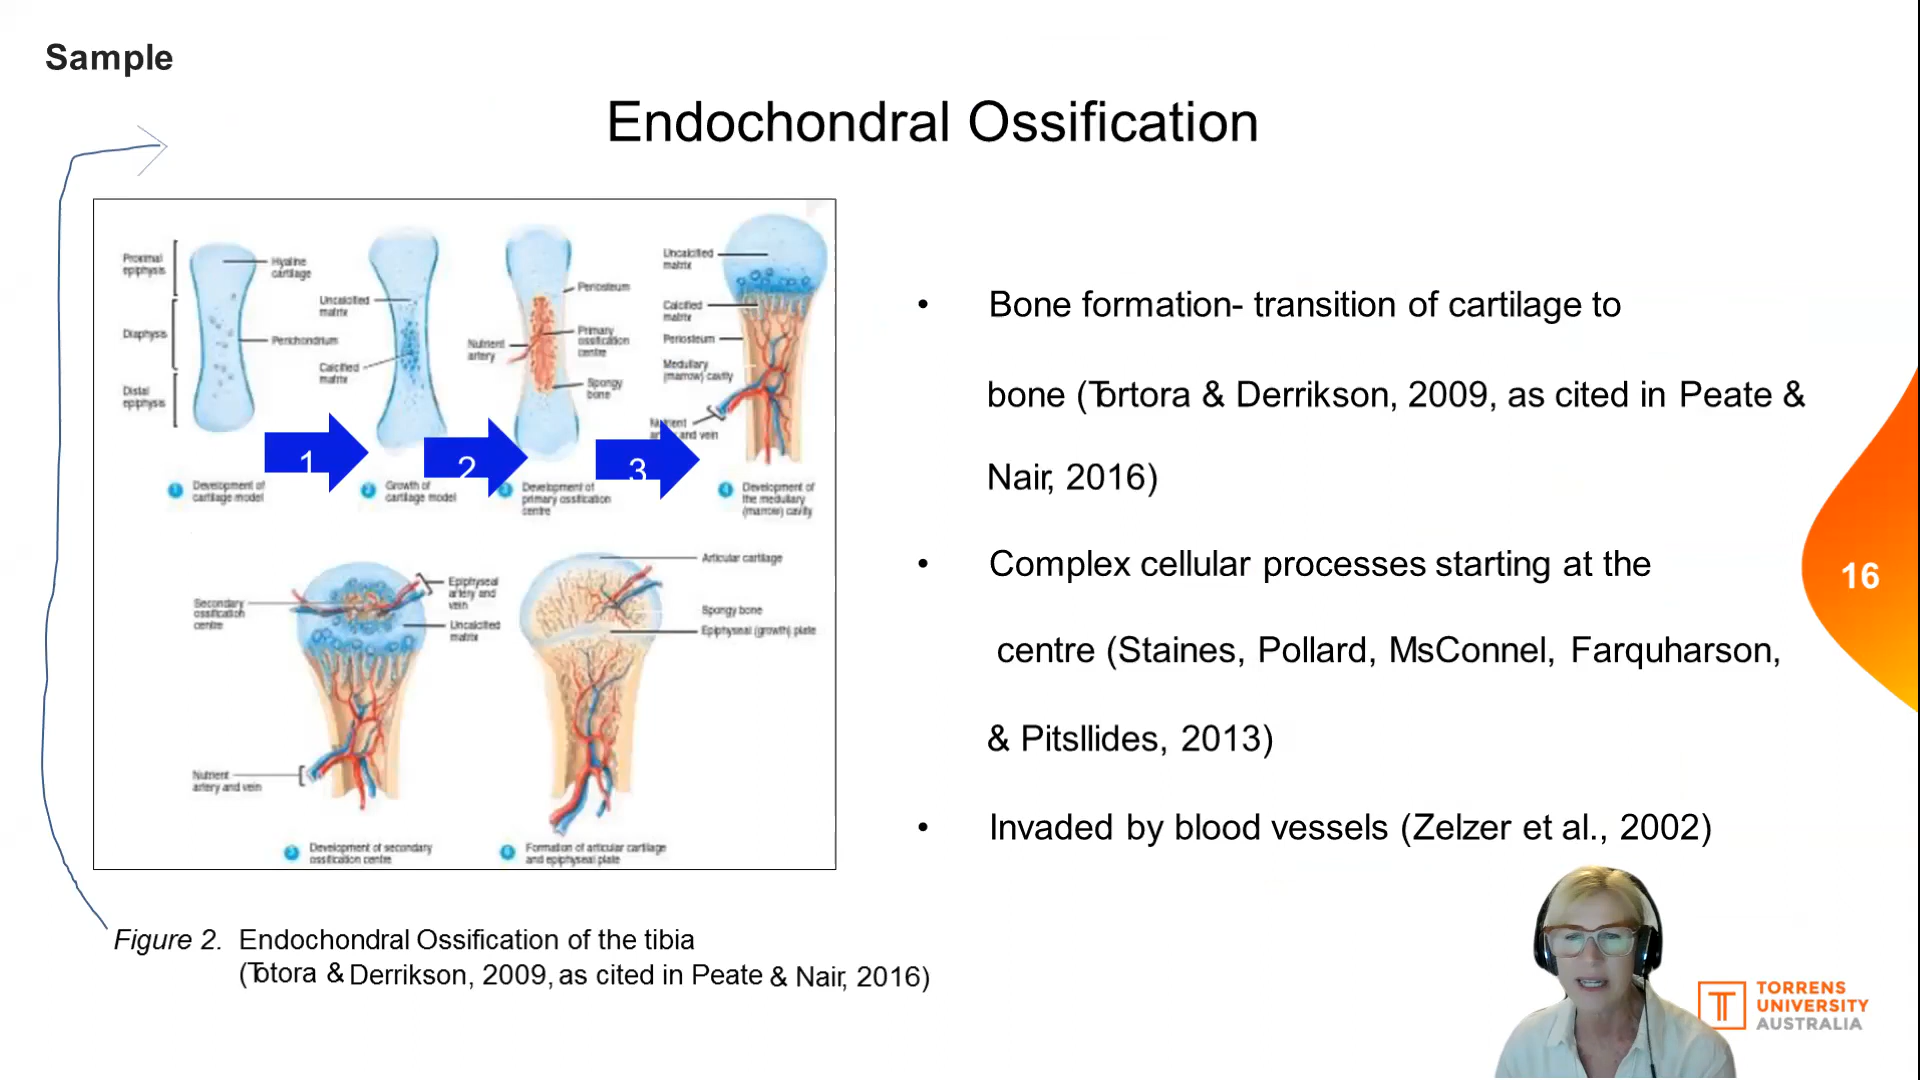 Sample
Endochondral Ossification
Proximal
epiphysis
Hyaline
cartilage
Diaphysis
Perichondrium
Distal
epiphysis
Uncalcified
matrix
Calcified
matrix
Periosteum
Nutrient
artery
Primary
ossification
centre
Spongy
bone
Uncalcified
matrix
Calcified
matrix
Periosteum
Medullary
(marrow) cavity
Nutrient
artery and vein
1
2
3
1 Development of
cartilage model
2 Growth of
cartilage model
3 Development of
primary ossification
centre
4 Development of
the medullary
(marrow) cavity
Secondary
ossification
centre
Epiphyseal
artery and
vein
Uncalcified
matrix
Nutrient
artery and vein
Articular cartilage
Spongy bone
Epiphyseal (growth) plate
5 Development of secondary
ossification centre
6 Formation of articular cartilage
and epiphyseal plate
Figure 2. Endochondral Ossification of the tibia
(Totora & Derrikson, 2009, as cited in Peate & Nair, 2016)
• Bone formation- transition of cartilage to
bone (Tortora & Derrikson, 2009, as cited in Peate &
Nair, 2016)
• Complex cellular processes starting at the
centre (Staines, Pollard, MsConnel, Farquharson,
& Pitsllides, 2013)
• Invaded by blood vessels (Zelzer et al., 2002)
16
TORRENS
UNIVERSITY
AUSTRALIA